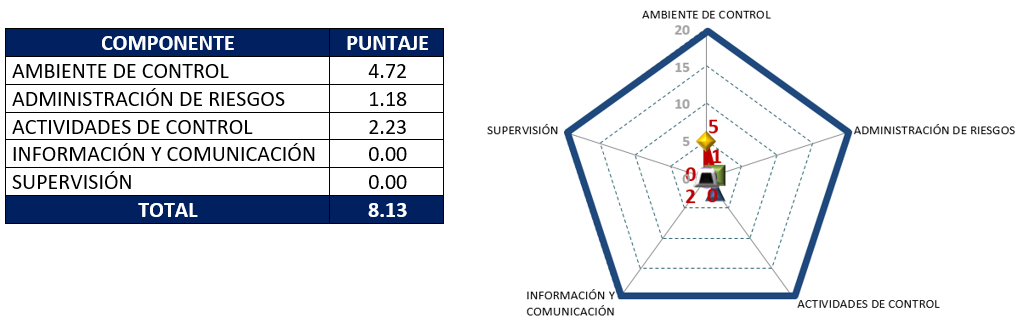 COMPONENTE PUNTAJE
AMBIENTE DE CONTROL 4.72
ADMINISTRACIÓN DE RIESGOS 1.18
ACTIVIDADES DE CONTROL 2.23
INFORMACIÓN Y COMUNICACIÓN 0.00
SUPERVISIÓN 0.00
TOTAL 8.13
AMBIENTE DE CONTROL
20
15
10
5
0
5
1
0
2
0
SUPERVISIÓN
ADMINISTRACIÓN DE RIESGOS
INFORMACIÓN Y
COMUNICACIÓN
ACTIVIDADES DE CONTROL